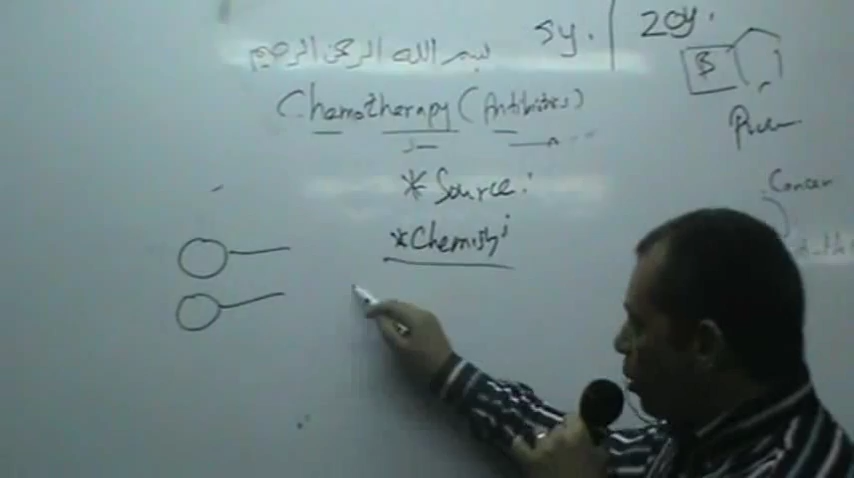 5y. | 20y.
بسم الله الرحمن الرحيم
B
Chemotherapy (Antibiotics)
* Source:
* Chemistry:
Cancer